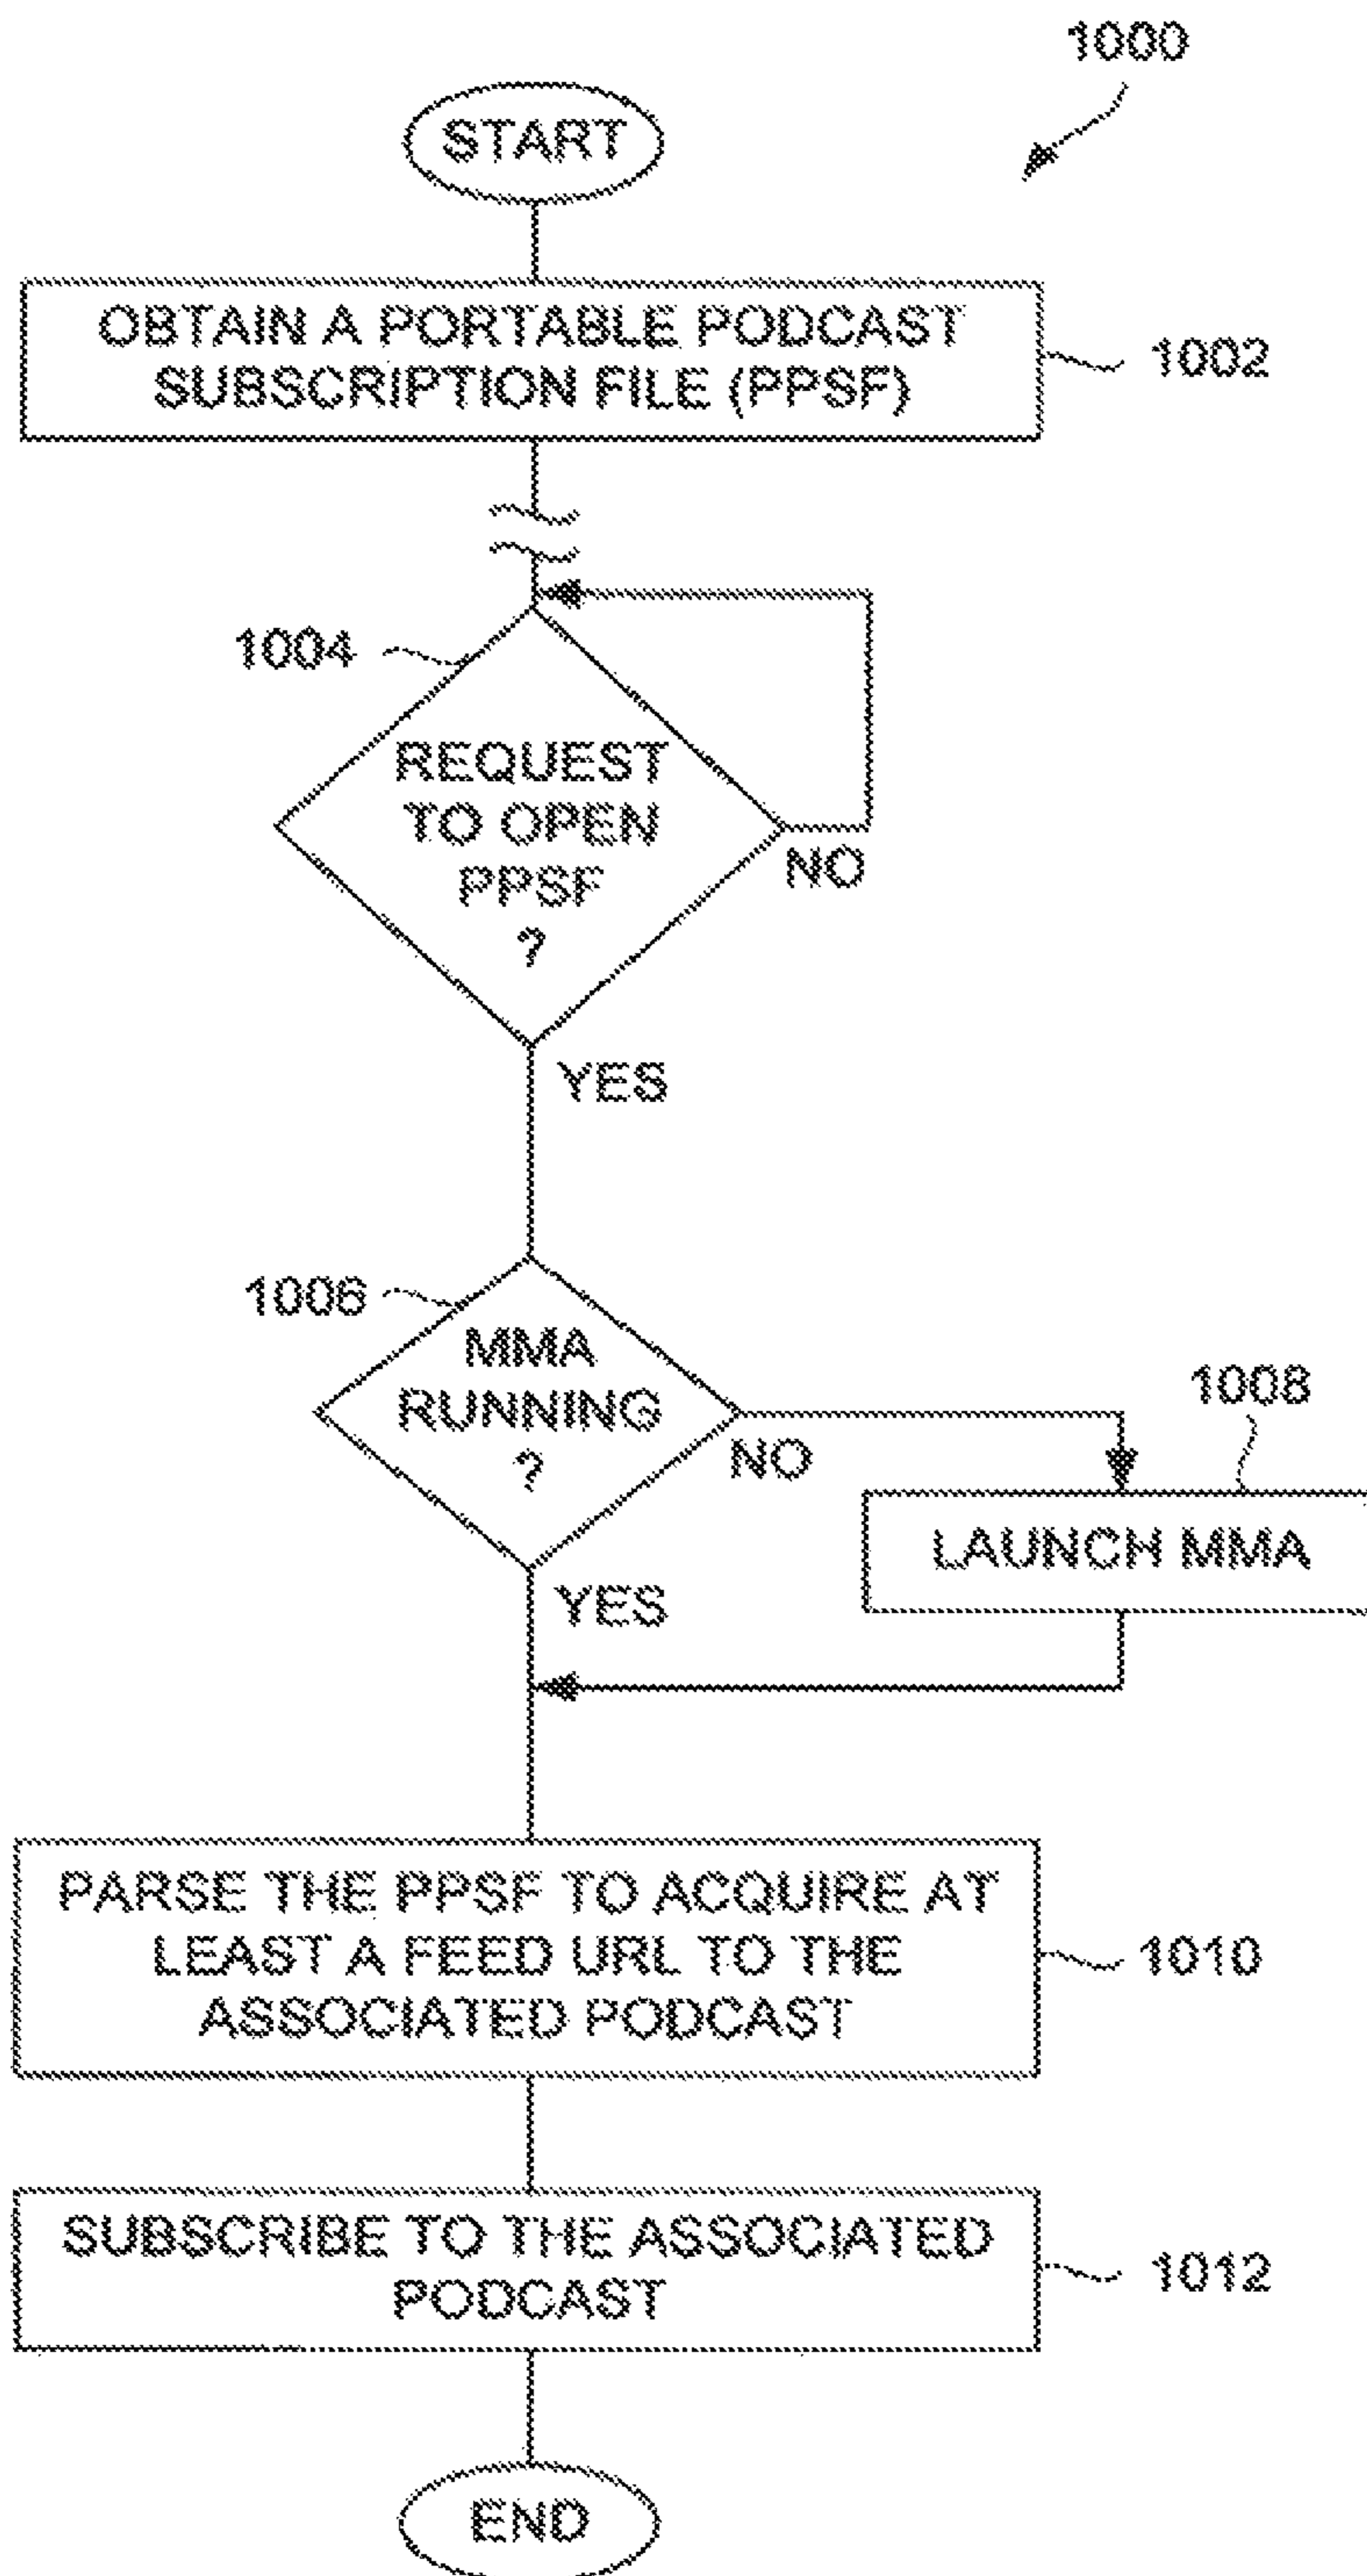 1000
START
OBTAIN A PORTABLE PODCAST
SUBSCRIPTION FILE (PPSF)
1002
1004
REQUEST
TO OPEN
PPSF
?
NO
YES
1006
MMA
RUNNING
?
NO
1008
LAUNCH MMA
YES
PARSE THE PPSF TO ACQUIRE AT
LEAST A FEED URL TO THE
ASSOCIATED PODCAST
1010
SUBSCRIBE TO THE ASSOCIATED
PODCAST
1012
END